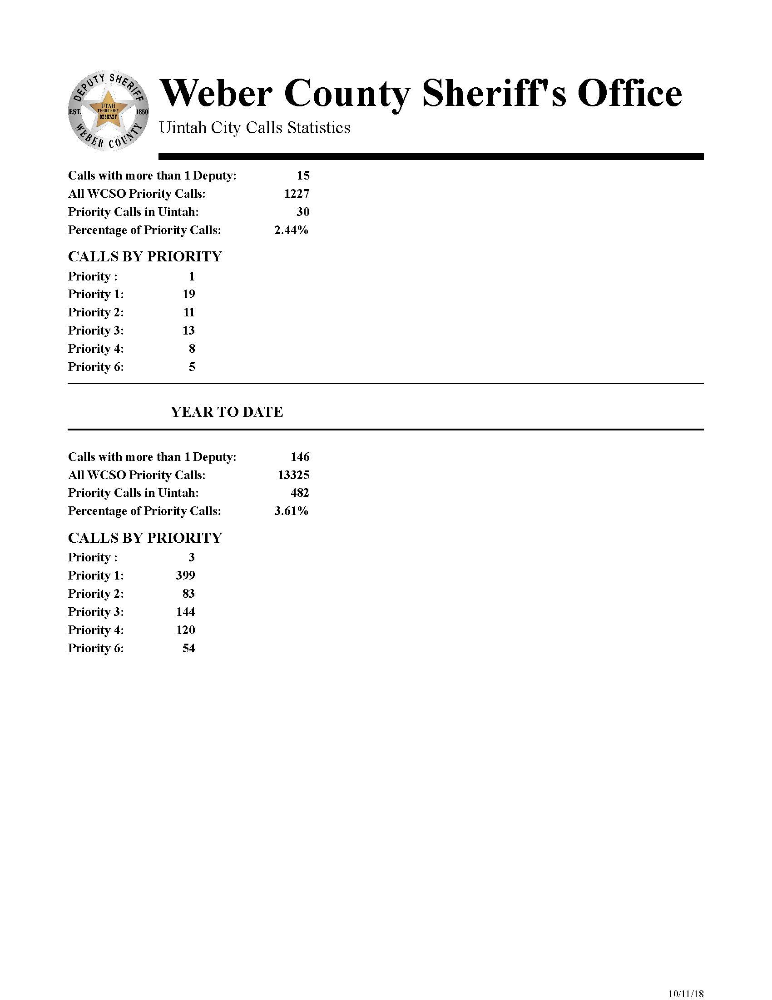 DEPUTY SHERIFF
EST. UTAH TERRITORY DESERET 1850
WEBER COUNTY
Weber County Sheriff's Office
Uintah City Calls Statistics
Calls with more than 1 Deputy: 15
All WCSO Priority Calls: 1227
Priority Calls in Uintah: 30
Percentage of Priority Calls: 2.44%
CALLS BY PRIORITY
Priority : 1
Priority 1: 19
Priority 2: 11
Priority 3: 13
Priority 4: 8
Priority 6: 5
YEAR TO DATE
Calls with more than 1 Deputy: 146
All WCSO Priority Calls: 13325
Priority Calls in Uintah: 482
Percentage of Priority Calls: 3.61%
CALLS BY PRIORITY
Priority : 3
Priority 1: 399
Priority 2: 83
Priority 3: 144
Priority 4: 120
Priority 6: 54
10/11/18